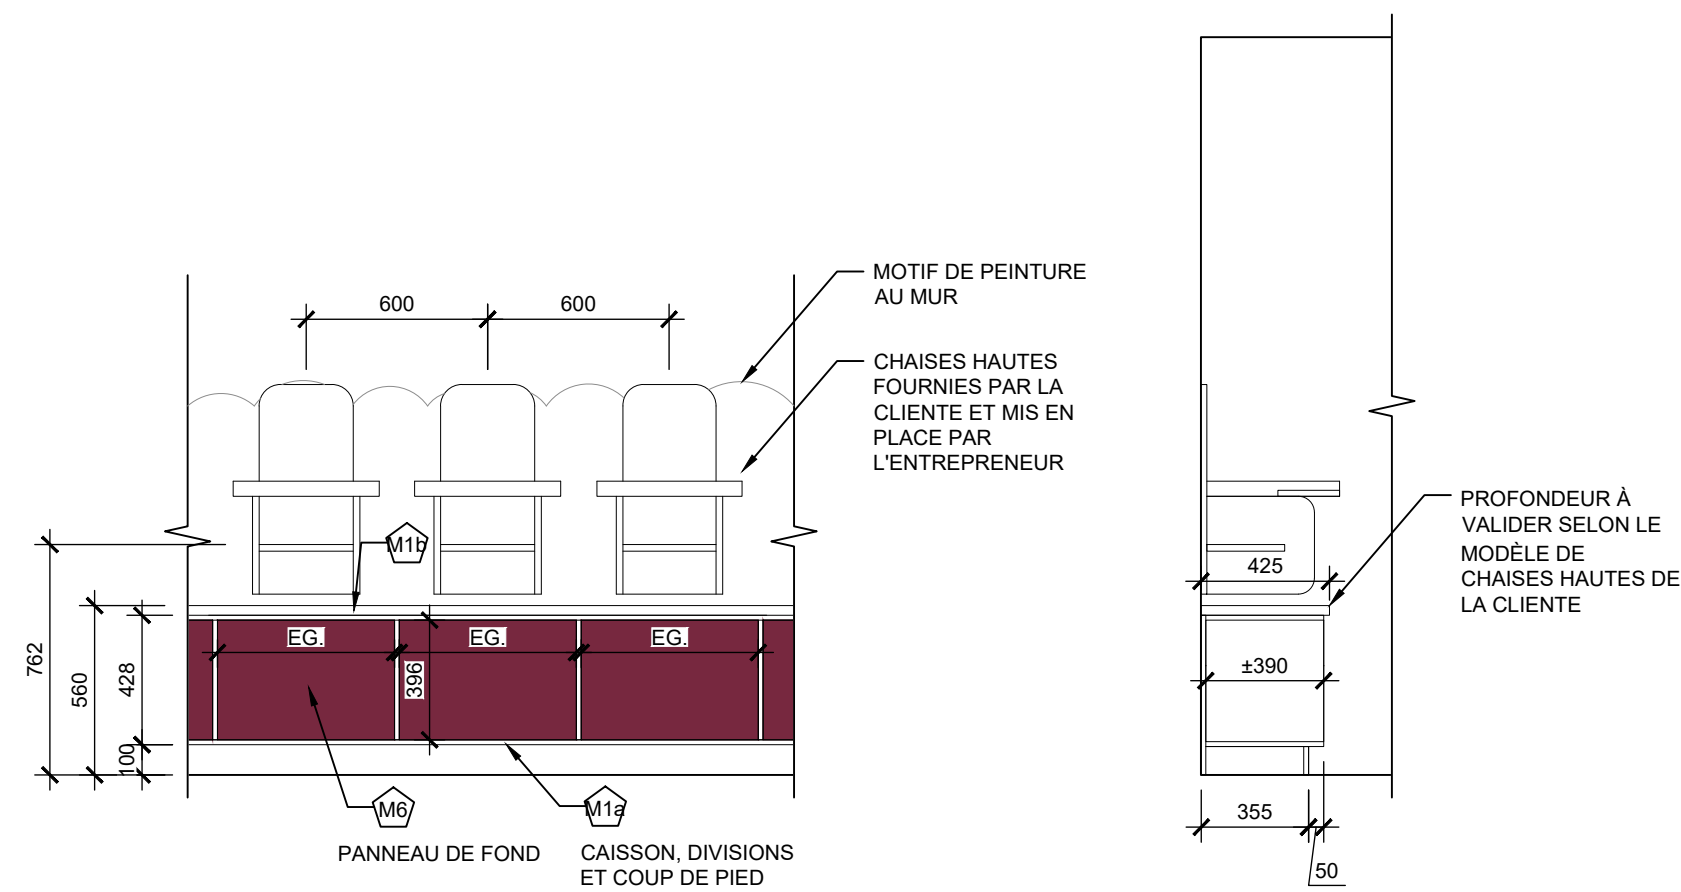 600
600
MOTIF DE PEINTURE
AU MUR
CHAISES HAUTES
FOURNIES PAR LA
CLIENTE ET MIS EN
PLACE PAR
L'ENTREPRENEUR
M1b
762
560
428
100
EG.
EG.
EG.
396
M6
M1a
PANNEAU DE FOND
CAISSON, DIVISIONS
ET COUP DE PIED
PROFONDEUR À
VALIDER SELON LE
MODÈLE DE
CHAISES HAUTES DE
LA CLIENTE
425
±390
355
50